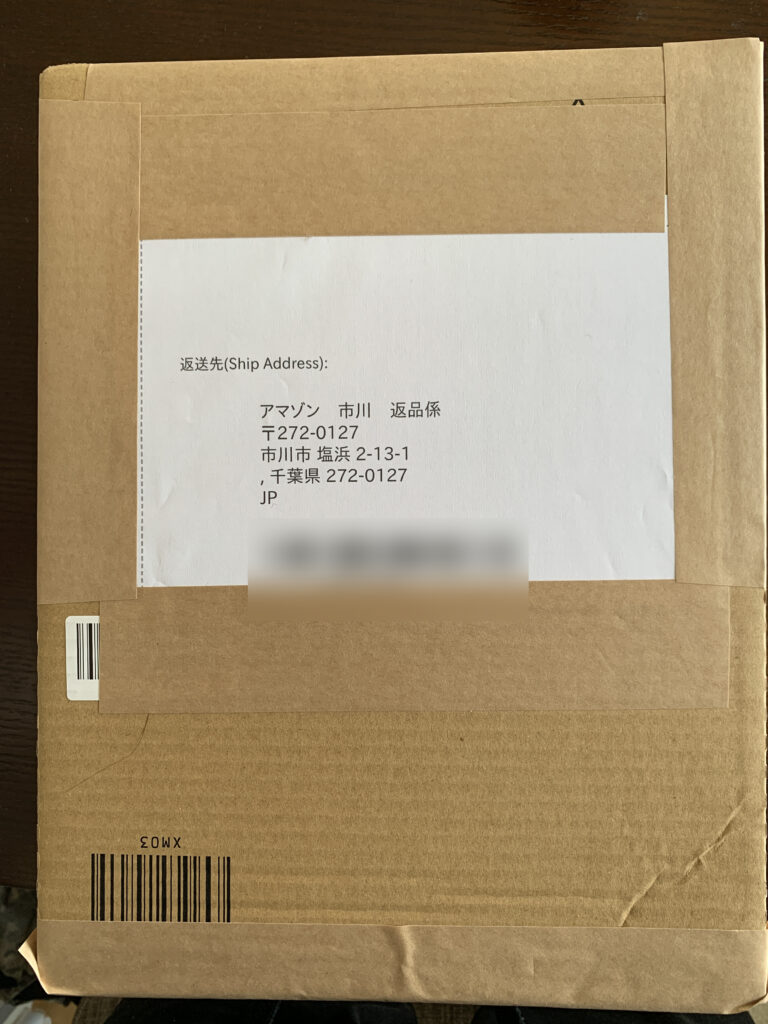 返送先(Ship Address):
アマゾン　市川　返品係
〒272-0127
市川市 塩浜 2-13-1
, 千葉県 272-0127
JP
XM03